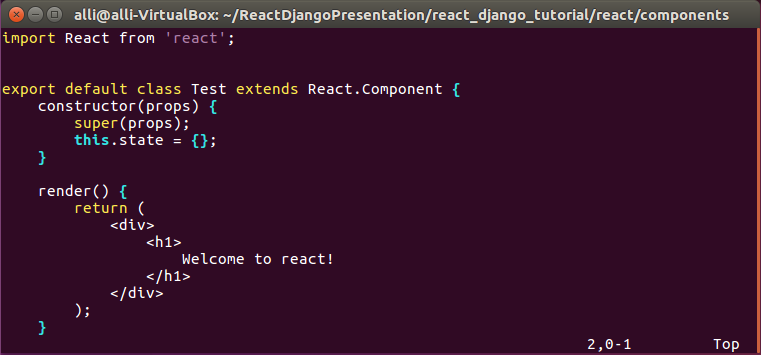 alli@alli-VirtualBox: ~/ReactDjangoPresentation/react_django_tutorial/react/components
import React from 'react';
export default class Test extends React.Component {
    constructor(props) {
        super(props);
        this.state = {};
    }
    render() {
        return (
            <div>
                <h1>
                    Welcome to react!
                </h1>
            </div>
        );
    }
2,0-1 Top